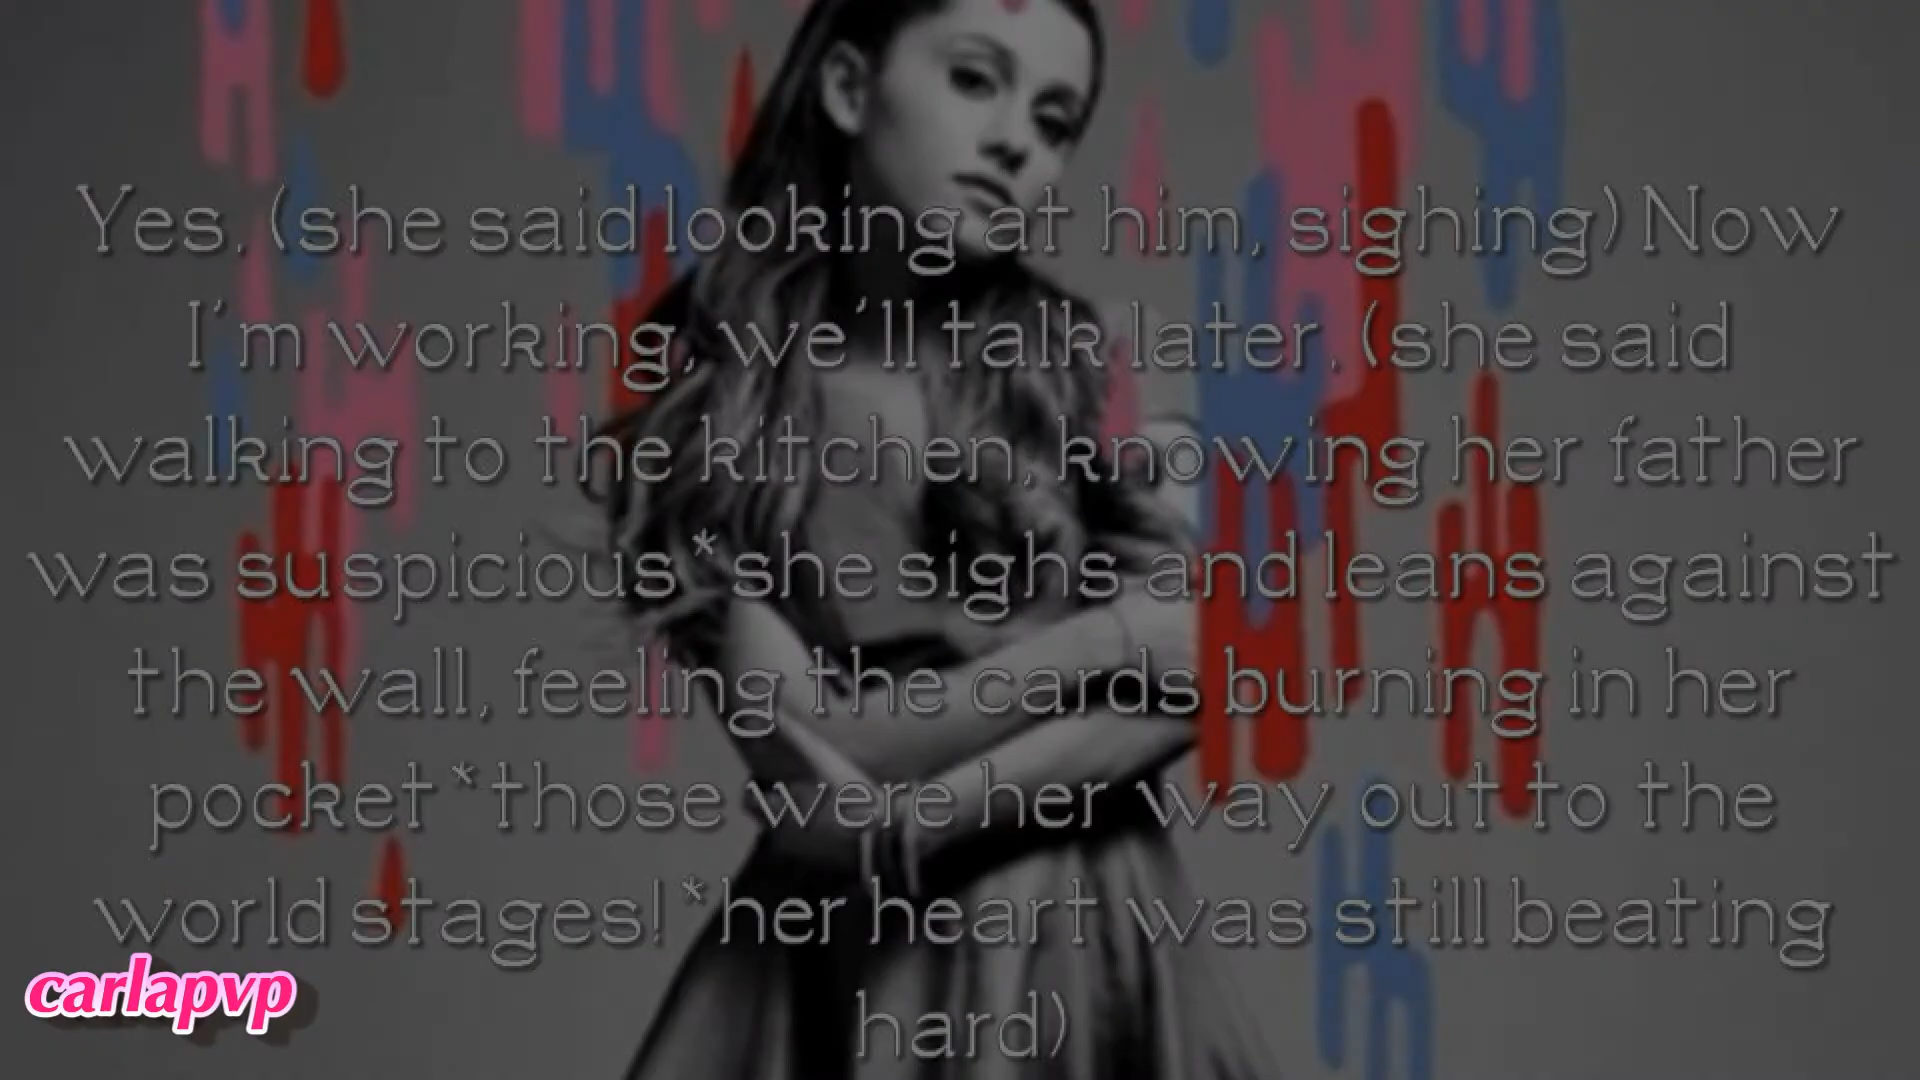 Yes. (she said looking at him, sighing) Now
I'm working, we'll talk later. (she said
walking to the kitchen, knowing her father
was suspicious *she sighs and leans against
the wall, feeling the cards burning in her
pocket *those were her way out to the
world stages! *her heart was still beating
hard)
carlapvp